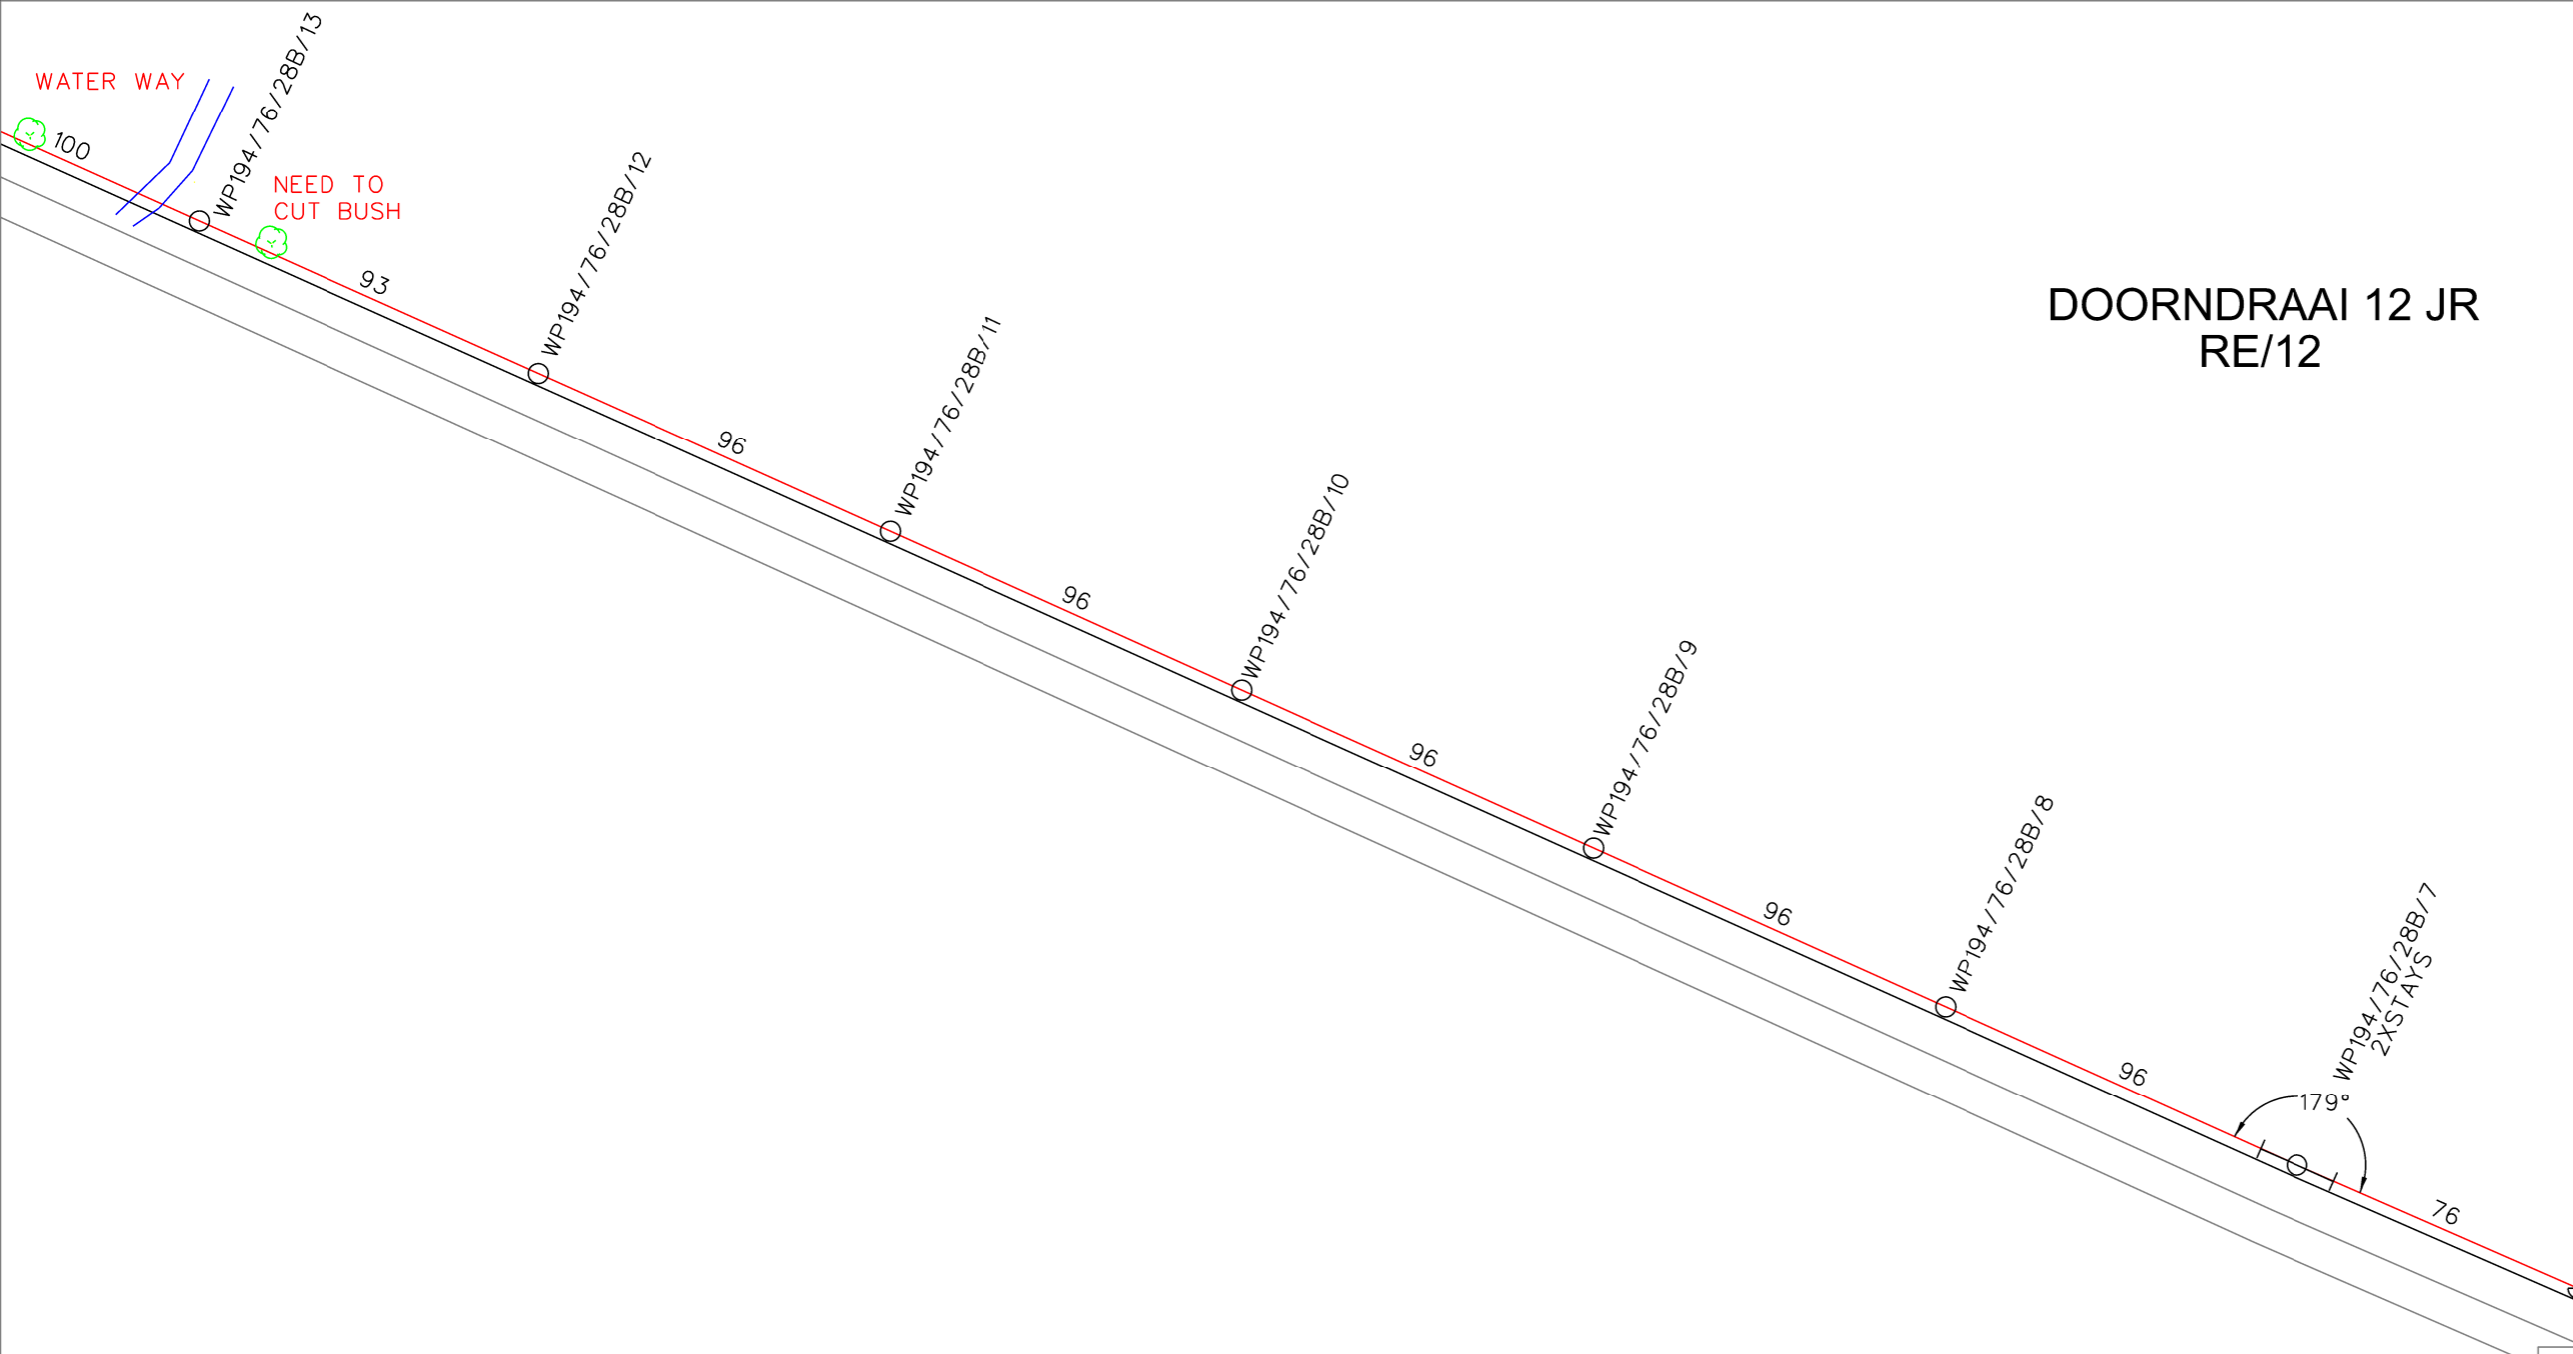 WATER WAY
100
WP194/76/28B/13
NEED TO
CUT BUSH
93
WP194/76/28B/12
96
WP194/76/28B/11
96
WP194/76/28B/10
96
WP194/76/28B/9
96
WP194/76/28B/8
96
WP194/76/28B/7
2XSTAYS
179°
76
DOORNDRAAI 12 JR
RE/12